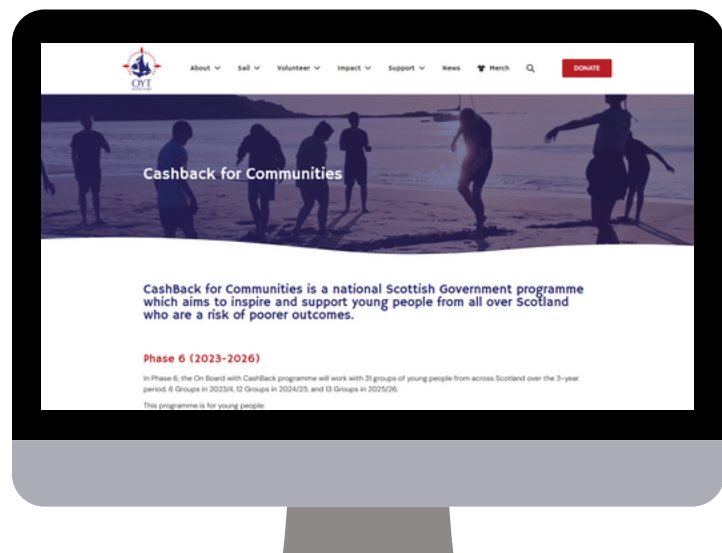 About Sail Volunteer Impact Support News Merch DONATE
OYT
SCOTLAND
Cashback for Communities
CashBack for Communities is a national Scottish Government programme
which aims to inspire and support young people from all over Scotland
who are a risk of poorer outcomes.
Phase 6 (2023-2026)
In Phase 6, the On Board with CashBack programme will work with 31 groups of young people from across Scotland over the 3-year
period. 6 Groups in 2023/4, 12 Groups in 2024/25, and 13 Groups in 2025/26.
This programme is for young people: